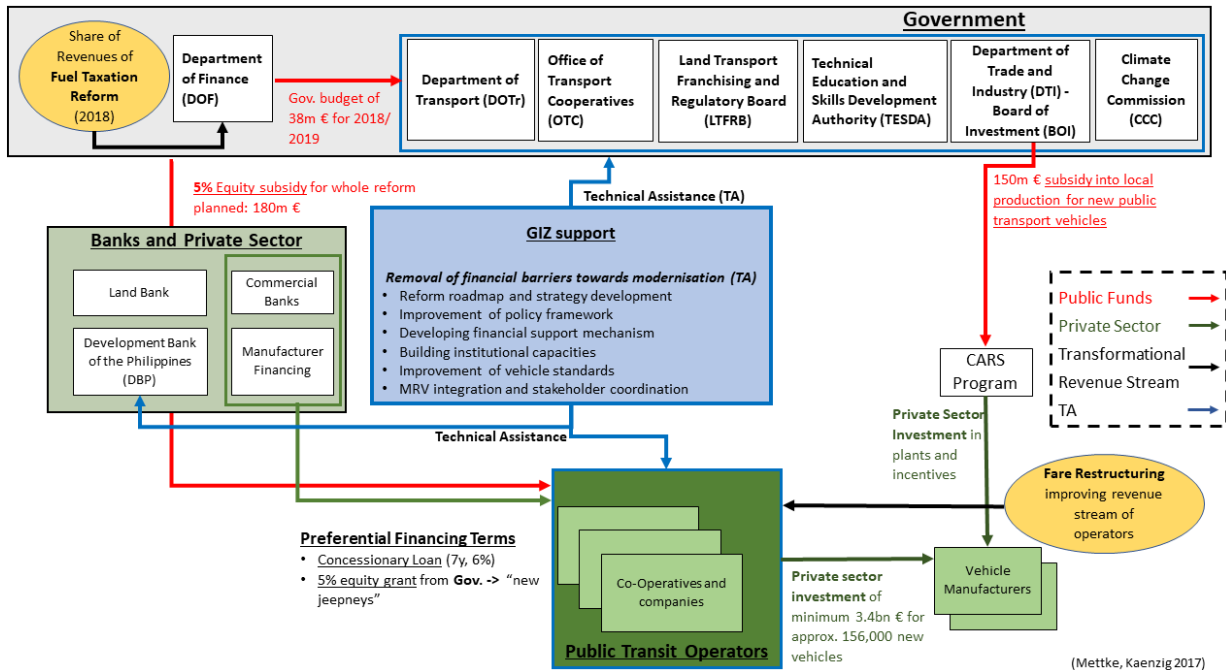 Government
Share of
Revenues of
Fuel Taxation
Reform
(2018)
Department
of Finance
(DOF)
Gov. budget of
38m € for 2018/
2019
Department of
Transport (DOTr)
Office of
Transport
Cooperatives
(OTC)
Land Transport
Franchising and
Regulatory Board
(LTFRB)
Technical
Education and
Skills Development
Authority (TESDA)
Department of
Trade and
Industry (DTI) -
Board of
Investment (BOI)
Climate
Change
Commission
(CCC)
5% Equity subsidy for whole reform
planned: 180m €
Technical Assistance (TA)
150m € subsidy into local
production for new public
transport vehicles
Banks and Private Sector
Land Bank
Commercial
Banks
Development Bank
of the Philippines
(DBP)
Manufacturer
Financing
GIZ support
Removal of financial barriers towards modernisation (TA)
• Reform roadmap and strategy development
• Improvement of policy framework
• Developing financial support mechanism
• Building institutional capacities
• Improvement of vehicle standards
• MRV integration and stakeholder coordination
Technical Assistance
Public Funds
Private Sector
Transformational
Revenue Stream
TA
CARS
Program
Private Sector
Investment in
plants and
incentives
Fare Restructuring
improving revenue
stream of
operators
Preferential Financing Terms
• Concessionary Loan (7y, 6%)
• 5% equity grant from Gov. -> “new
jeepneys”
Co-Operatives and
companies
Public Transit Operators
Private sector
investment of
minimum 3.4bn € for
approx. 156,000 new
vehicles
Vehicle
Manufacturers
(Mettke, Kaenzig 2017)